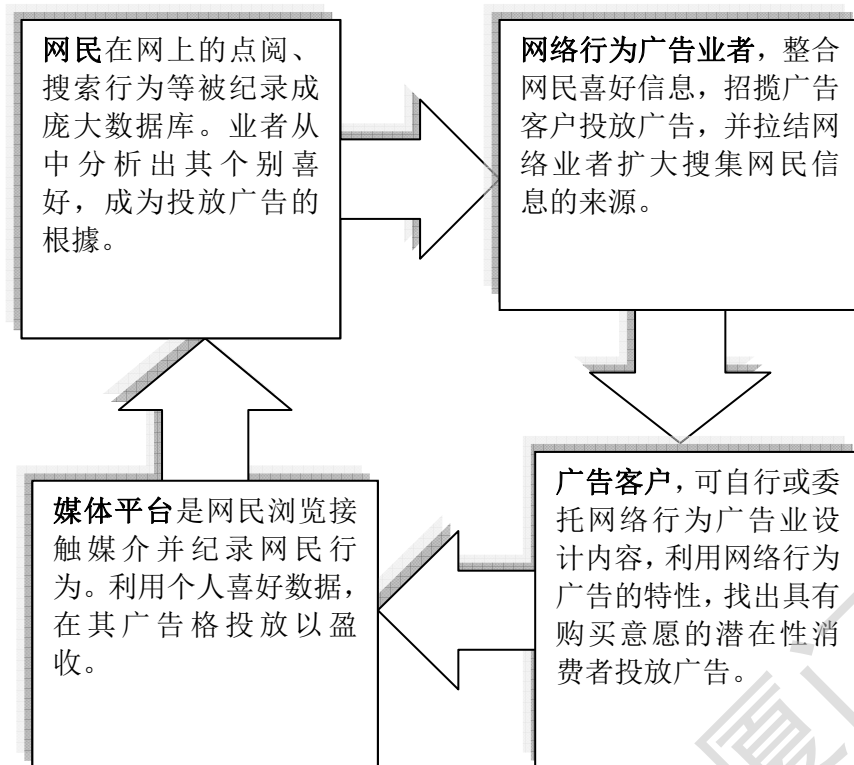 网民在网上的点阅、
搜索行为等被纪录成
庞大数据库。业者从
中分析出其个别喜
好，成为投放广告的
根據。
网络行为广告业者，整合
网民喜好信息，招揽广告
客户投放广告，并拉结网
络业者扩大搜集网民信
息的来源。
媒体平台是网民浏览接
触媒介并纪录网民行
为。利用个人喜好数据，
在其广告格投放以盈
收。
广告客户，可自行或委
托网络行为广告业设
计内容，利用网络行为
广告的特性，找出具有
购买意愿的潜在性消
费者投放广告。
厦门